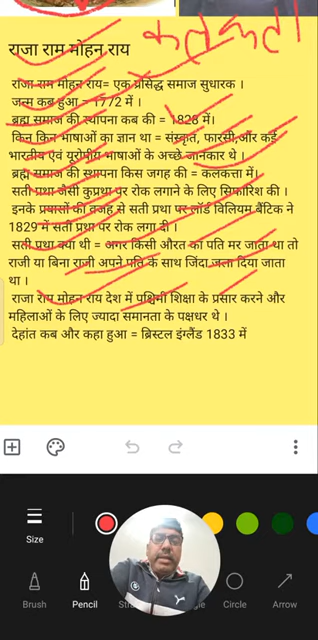 कलकत्ता
राजा राम मोहन राय
राजा राम मोहन राय= एक प्रसिद्ध समाज सुधारक ।
जन्म कब हुआ = 1772 में ।
ब्रह्म समाज की स्थापना कब की = 1828 में।
किन किन भाषाओं का ज्ञान था = संस्कृत, फारसी,और कई
भारतीय एवं यूरोपीय भाषाओं के अच्छे जानकार थे ।
ब्रह्म समाज की स्थापना किस जगह की = कलकत्ता में।
सती प्रथा जैसी कुप्रथा पर रोक लगाने के लिए सिफारिश की ।
इनके प्रयासों की वजह से सती प्रथा पर लॉर्ड विलियम बैंटिक ने
1829 में सती प्रथा पर रोक लगा दी ।
सती प्रथा क्या थी = अगर किसी औरत का पति मर जाता था तो
राजी या बिना राजी अपने पति के साथ जिंदा जला दिया जाता
था ।
राजा राम मोहन राय देश में पश्चिमी शिक्षा के प्रसार करने और
महिलाओं के लिए ज्यादा समानता के पक्षधर थे ।
देहांत कब और कहा हुआ = ब्रिस्टल इंग्लैंड 1833 में
Size
Brush Pencil Circle Arrow